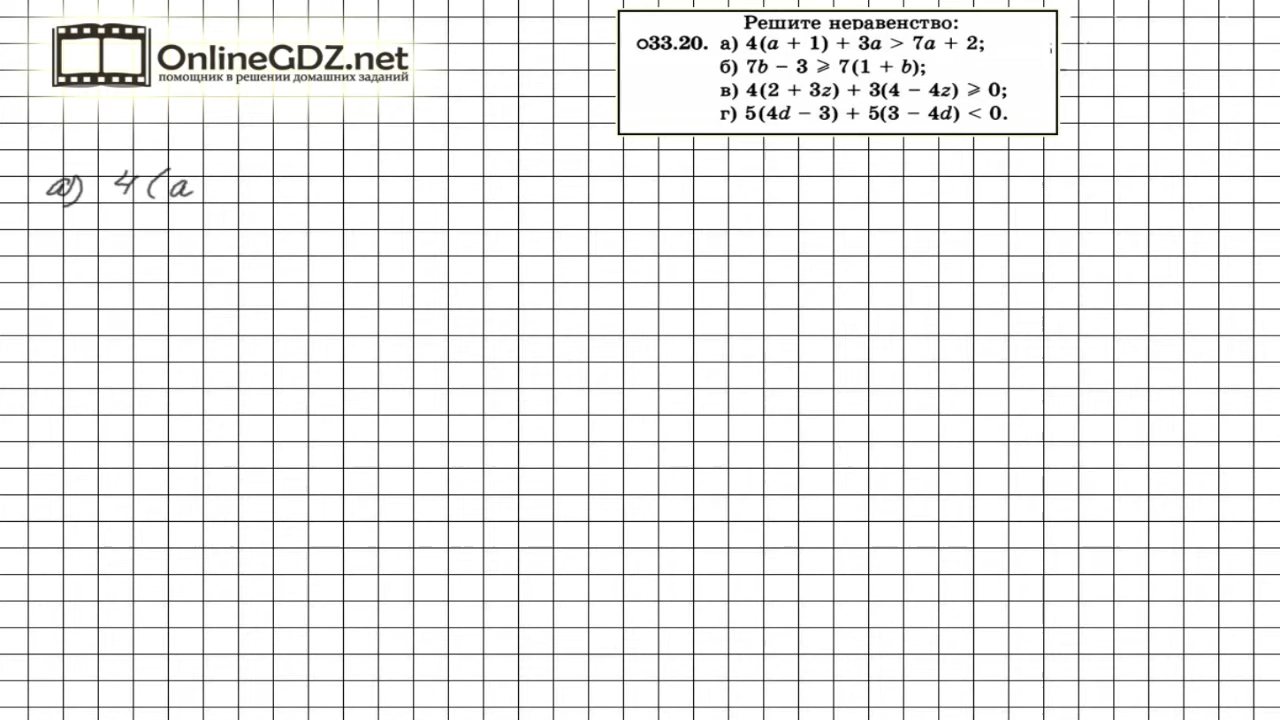 OnlineGDZ.net
помощник в решении домашних заданий
Решите неравенство:
○33.20. а) 4(a + 1) + 3a > 7a + 2;
б) 7b − 3 ⩾ 7(1 + b);
в) 4(2 + 3z) + 3(4 − 4z) ⩾ 0;
г) 5(4d − 3) + 5(3 − 4d) < 0.
а) 4(a